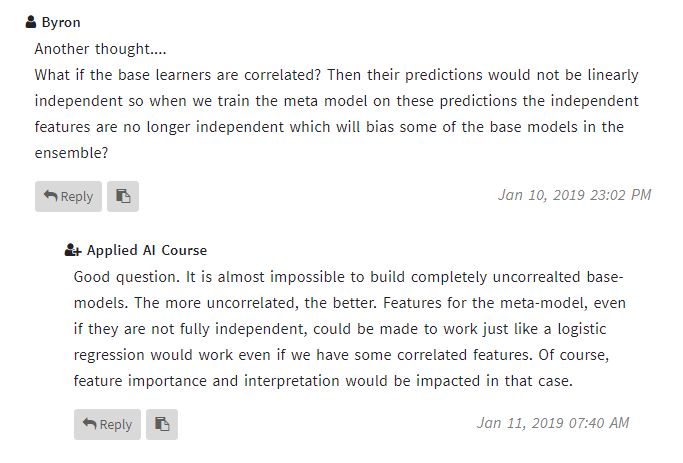 Byron
Another thought....
What if the base learners are correlated? Then their predictions would not be linearly
independent so when we train the meta model on these predictions the independent
features are no longer independent which will bias some of the base models in the
ensemble?
Reply
Jan 10, 2019 23:02 PM
Applied AI Course
Good question. It is almost impossible to build completely uncorrealted base-
models. The more uncorrelated, the better. Features for the meta-model, even
if they are not fully independent, could be made to work just like a logistic
regression would work even if we have some correlated features. Of course,
feature importance and interpretation would be impacted in that case.
Reply
Jan 11, 2019 07:40 AM